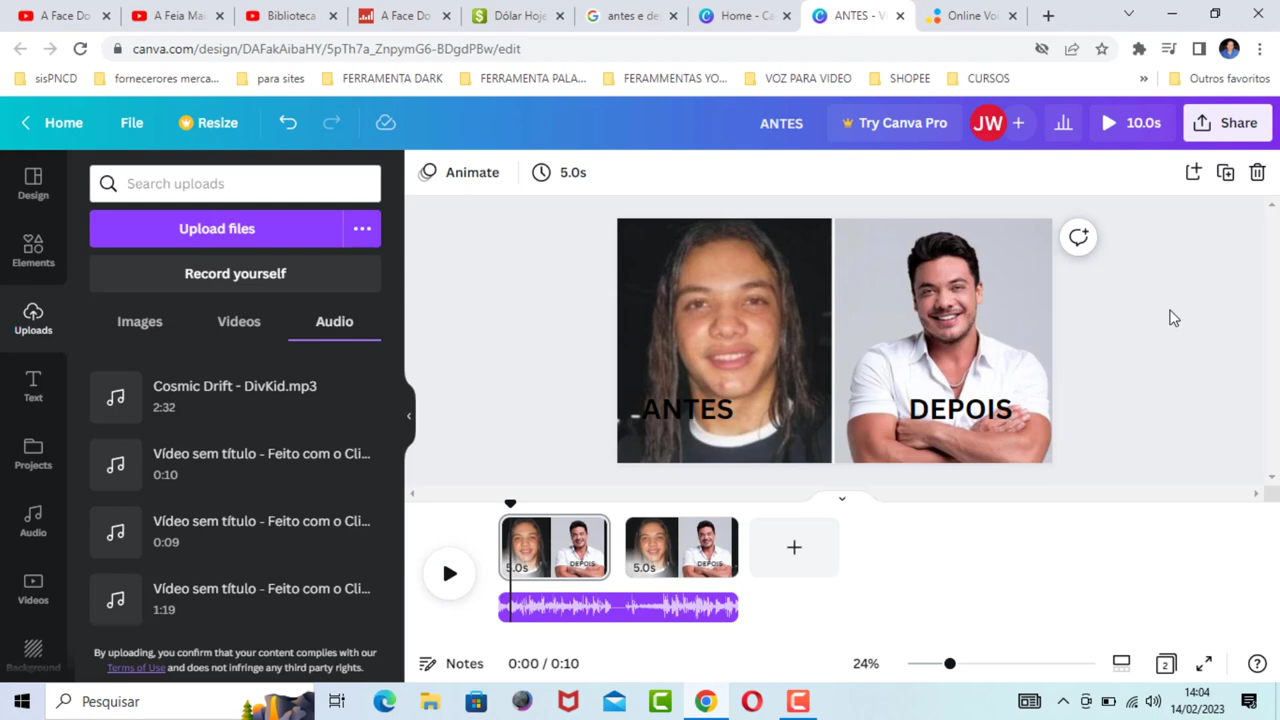 A Face Do
A Feia Ma
Biblioteca
A Face Do
Dólar Hoje
antes e de
Home - Ca
ANTES - V
Online Voi
canva.com/design/DAFakAibaHY/5pTh7a_ZnpymG6-BDgdPBw/edit
sisPNCD
fornecerores merca...
para sites
FERRAMENTA DARK
FERRAMENTA PALA...
FERAMMENTAS YO...
VOZ PARA VIDEO
SHOPEE
CURSOS
»
Outros favoritos
Home
File
Resize
ANTES
Try Canva Pro
JW
10.0s
Share
Design
Elements
Uploads
Text
Projects
Audio
Videos
Background
Search uploads
Upload files
Record yourself
Images
Videos
Audio
Cosmic Drift - DivKid.mp3
2:32
Vídeo sem título - Feito com o Cli...
0:10
Vídeo sem título - Feito com o Cli...
0:09
Vídeo sem título - Feito com o Cli...
1:19
By uploading, you confirm that your content complies with our
Terms of Use and does not infringe any third party rights.
Animate
5.0s
ANTES
DEPOIS
5.0s
DEPOIS
5.0s
DEPOIS
Notes
0:00 / 0:10
24%
2
Pesquisar
14:04
14/02/2023